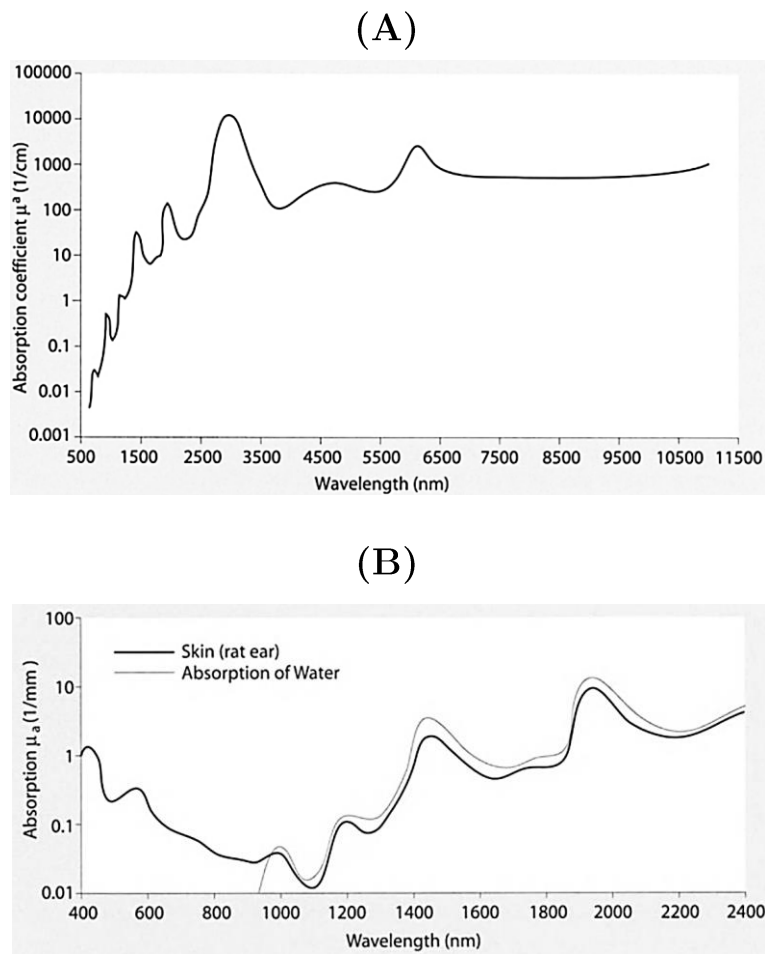 (A)
100000
10000
1000
100
10
1
0.1
0.01
0.001
Absorption coefficient μª (1/cm)
500 1500 2500 3500 4500 5500 6500 7500 8500 9500 10500 11500
Wavelength (nm)
(B)
100
10
1
0.1
0.01
Absorption μa (1/mm )
Skin (rat ear)
Absorption of Water
400 600 800 1000 1200 1400 1600 1800 2000 2200 2400
Wavelength (nm)